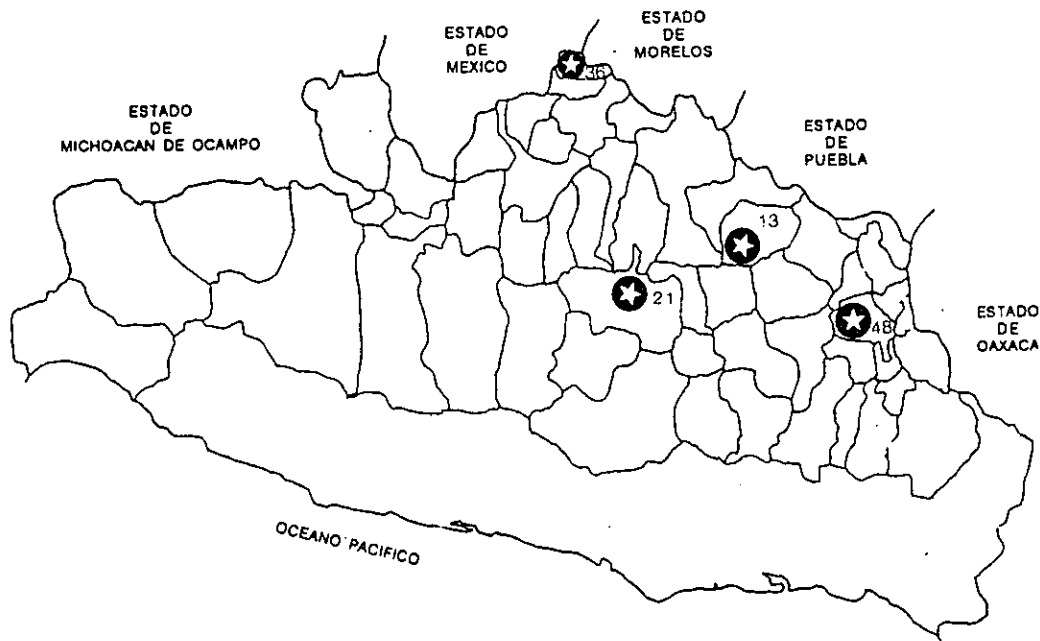 ESTADO
DE
MEXICO
ESTADO
DE
MORELOS
36
ESTADO
DE
MICHOACAN DE OCAMPO
ESTADO
DE
PUEBLA
13
21
48
ESTADO
DE
OAXACA
OCEANO PACIFICO